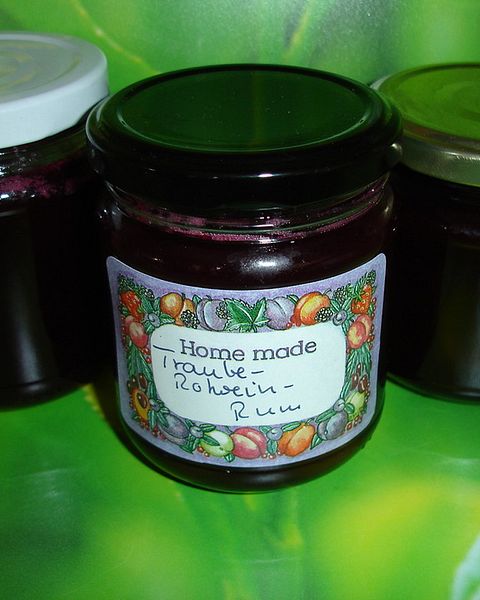 Home made
- Traube-
Rotwein-
Rum